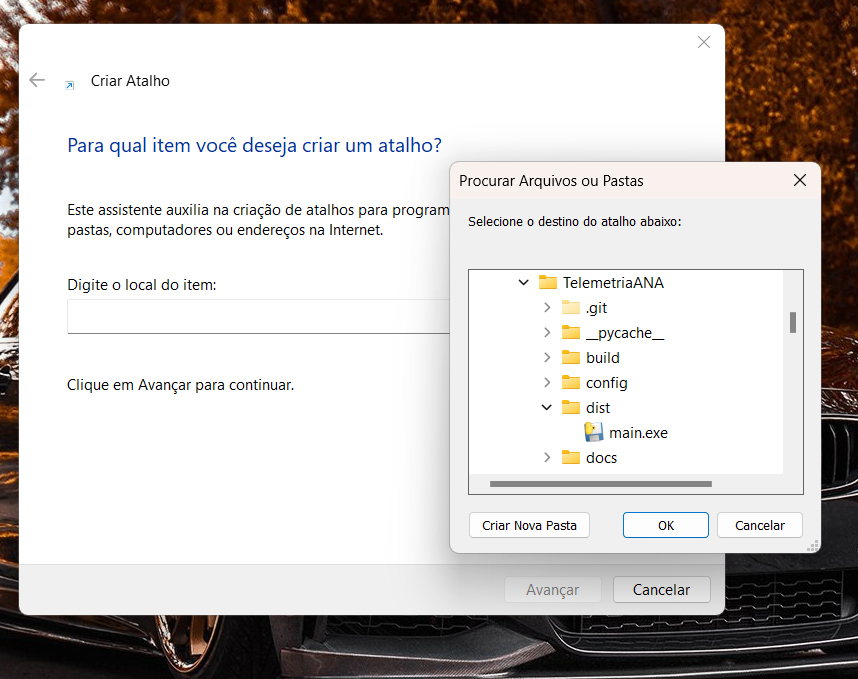 Criar Atalho
Para qual item você deseja criar um atalho?
Este assistente auxilia na criação de atalhos para
pastas, computadores ou endereços na Internet.
Digite o local do item:
Clique em Avançar para continuar.
Avançar
Cancelar
Procurar Arquivos ou Pastas
Selecione o destino do atalho abaixo:
TelemetriaANA
.git
__pycache__
build
config
dist
main.exe
docs
Criar Nova Pasta
OK
Cancelar